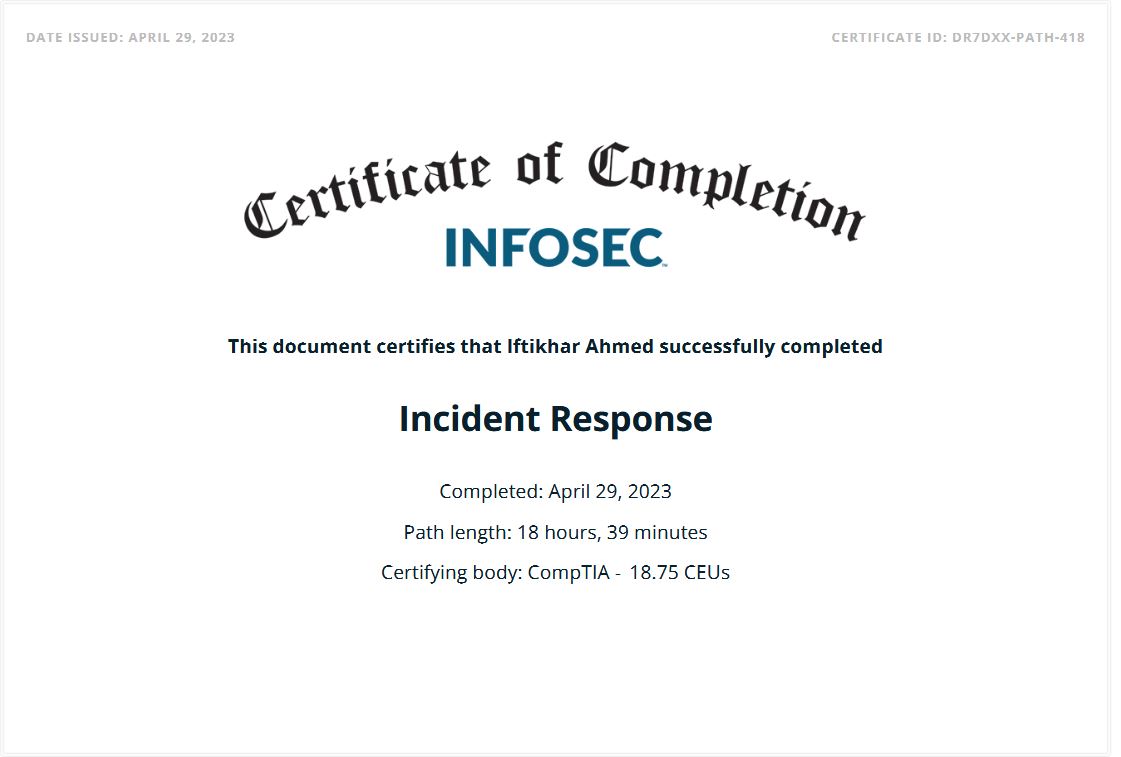 DATE ISSUED: APRIL 29, 2023
CERTIFICATE ID: DR7DXX-PATH-418
Certificate of Completion
INFOSEC™
This document certifies that Iftikhar Ahmed successfully completed
Incident Response
Completed: April 29, 2023
Path length: 18 hours, 39 minutes
Certifying body: CompTIA - 18.75 CEUs